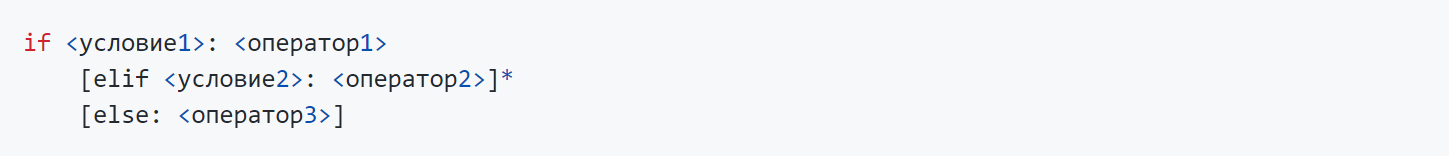 if <условие1>: <оператор1>
    [elif <условие2>: <оператор2>]*
    [else: <оператор3>]